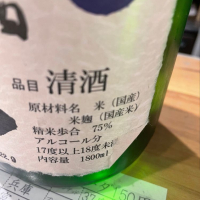 品目 清酒
原材料名 米(国産)
米麹(国産米)
精米歩合 75%
アルコール分
17度以上18度未
内容量 1800ml
兵庫